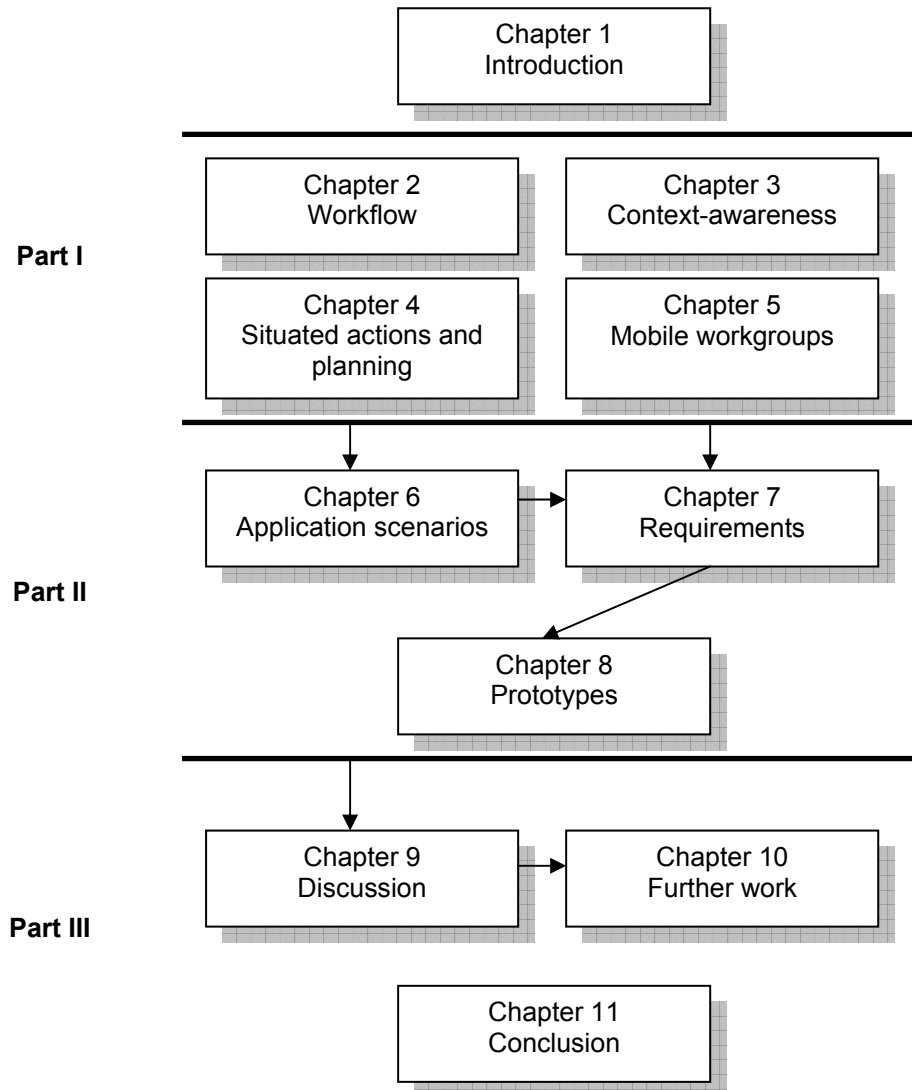 Chapter 1
Introduction
Part I
Chapter 2
Workflow
Chapter 3
Context-awareness
Chapter 4
Situated actions and
planning
Chapter 5
Mobile workgroups
Part II
Chapter 6
Application scenarios
Chapter 7
Requirements
Chapter 8
Prototypes
Part III
Chapter 9
Discussion
Chapter 10
Further work
Chapter 11
Conclusion